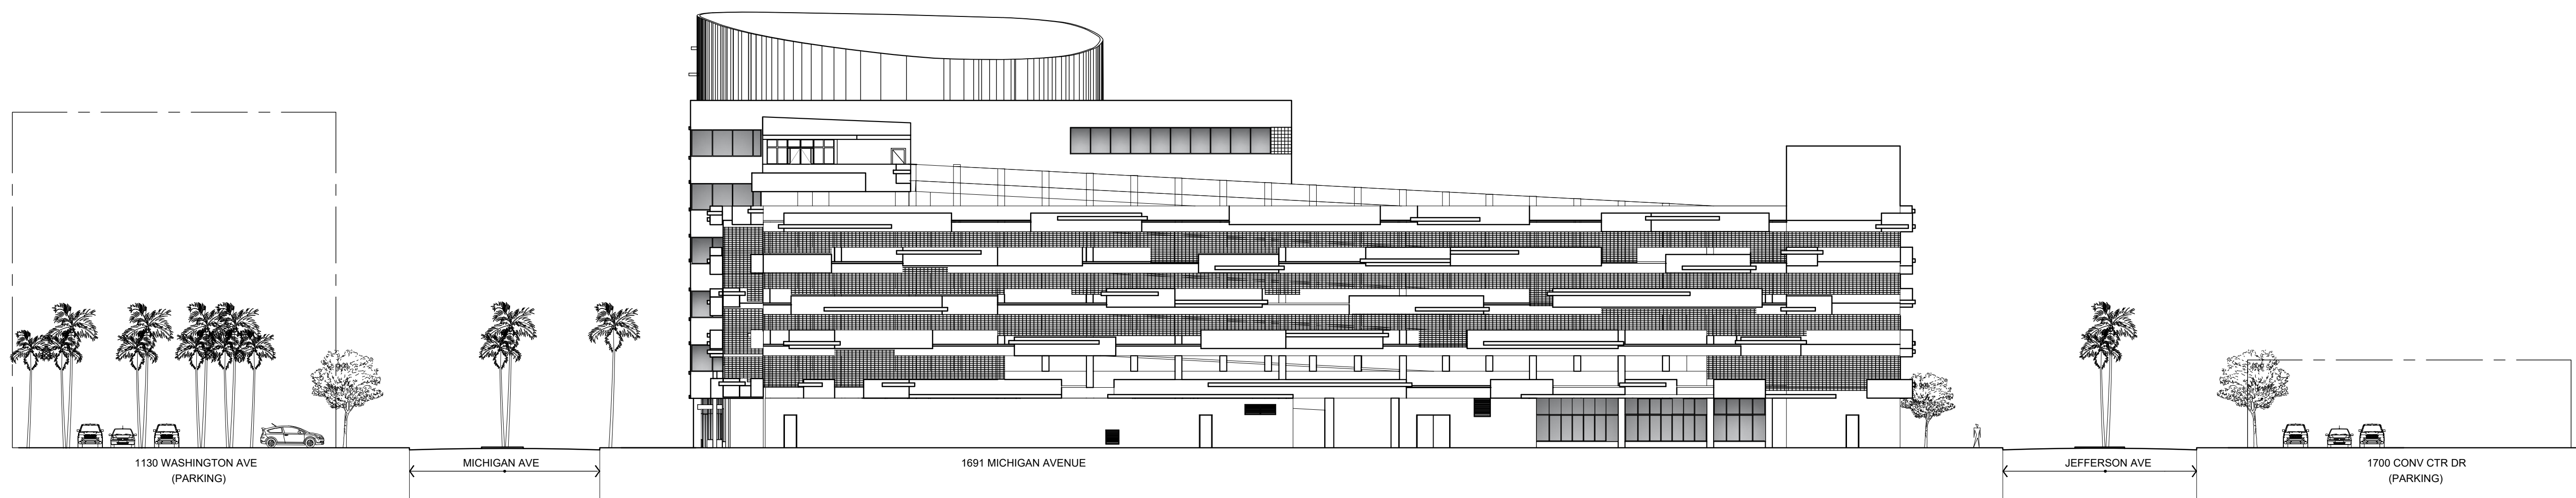 1130 WASHINGTON AVE
(PARKING)
MICHIGAN AVE
1691 MICHIGAN AVENUE
JEFFERSON AVE
1700 CONV CTR DR
(PARKING)